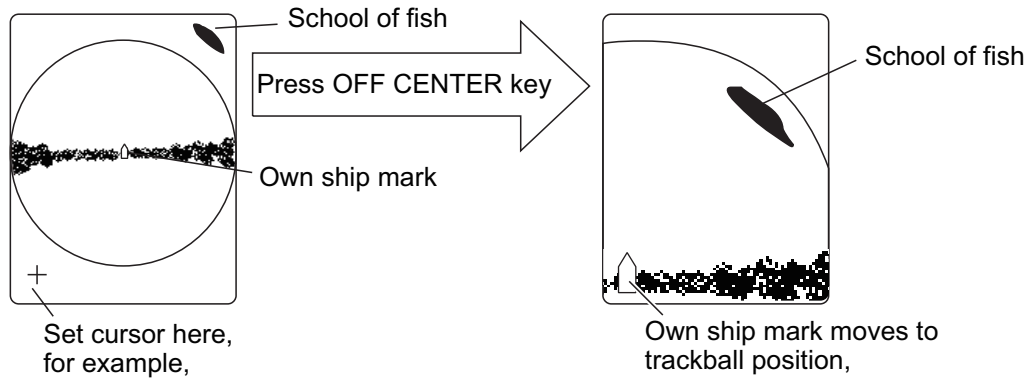 School of fish
Press OFF CENTER key
Own ship mark
Set cursor here,
for example,
School of fish
Own ship mark moves to
trackball position,